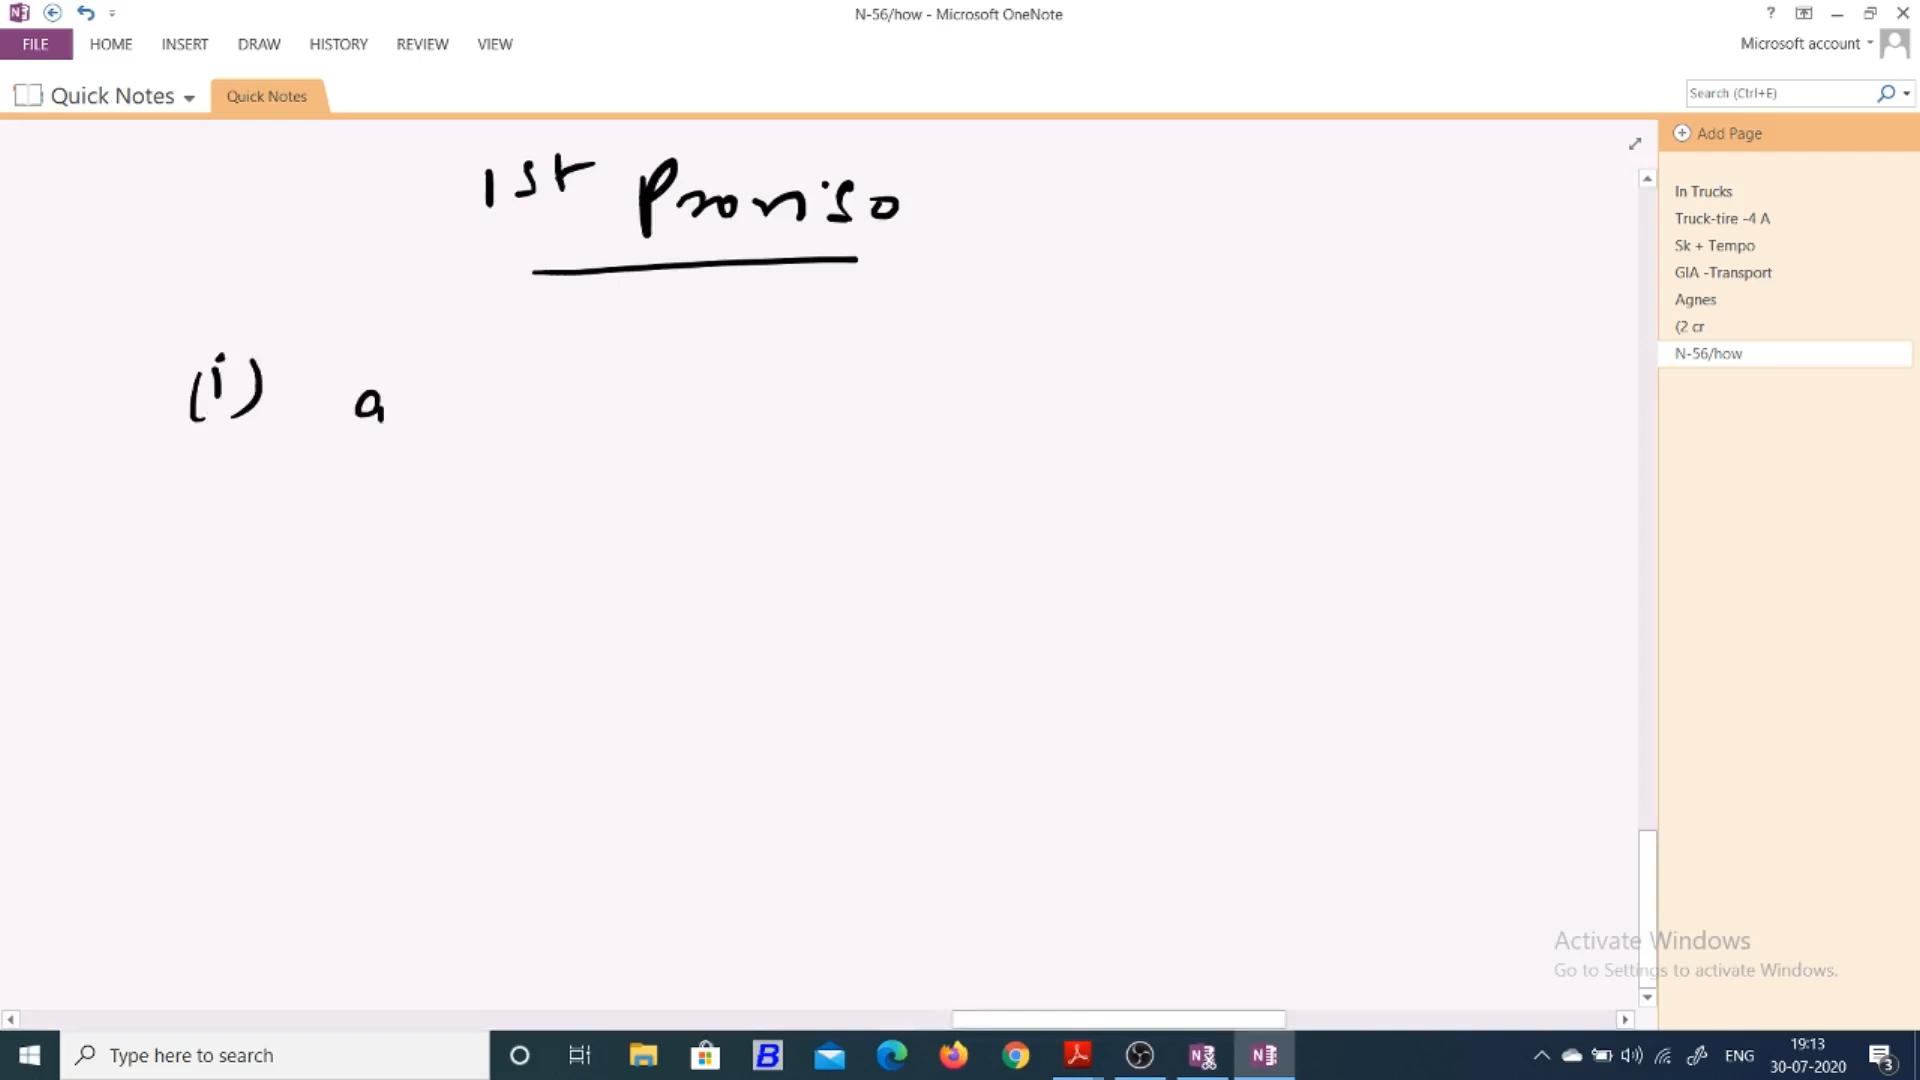 N-56/how - Microsoft OneNote
?
FILE HOME INSERT DRAW HISTORY REVIEW VIEW
Microsoft account
Quick Notes
Quick Notes
Search (Ctrl+E)
Add Page
1st Proviso
(i) a
In Trucks
Truck-tire -4 A
Sk + Tempo
GIA -Transport
Agnes
(2 cr
N-56/how
Activate Windows
Go to Settings to activate Windows.
Type here to search
B
ENG
19:13
30-07-2020
3